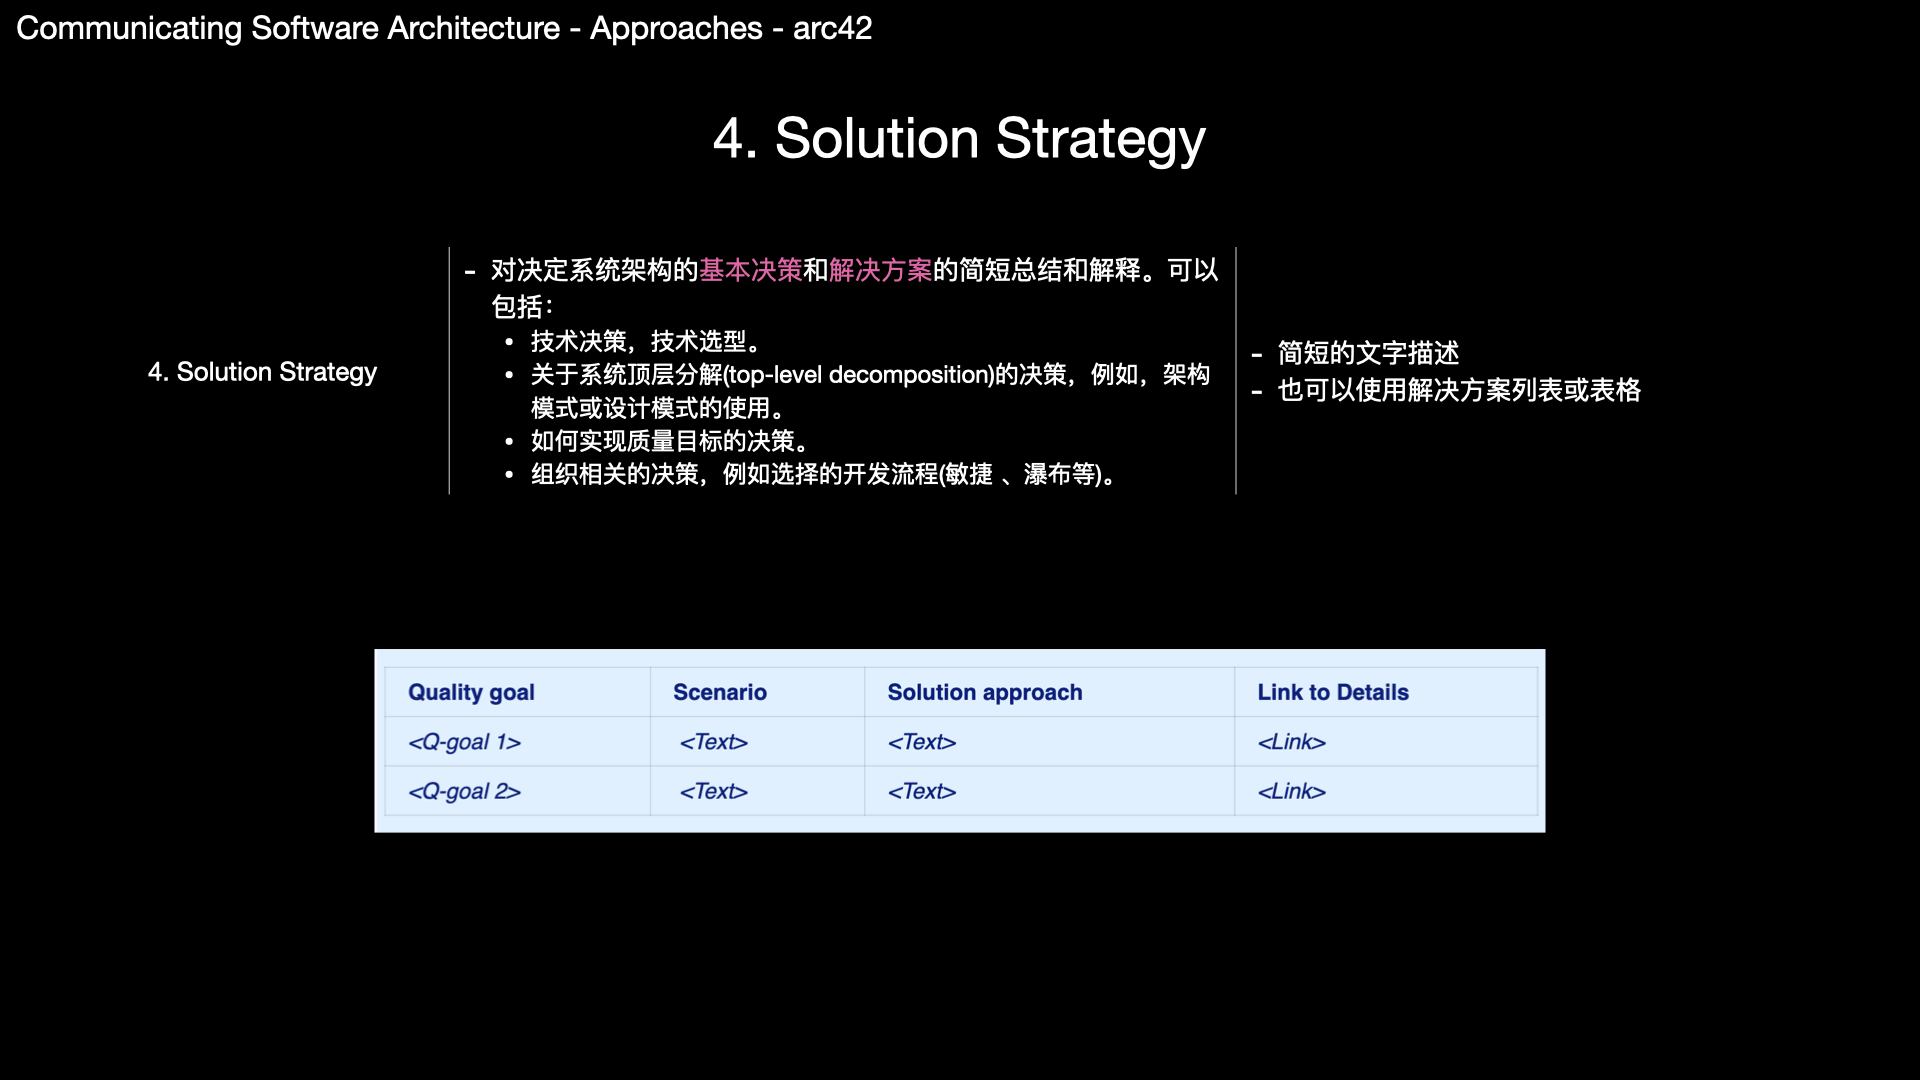 Communicating Software Architecture - Approaches - arc42
4. Solution Strategy
4. Solution Strategy
- 对决定系统架构的基本决策和解决方案的简短总结和解释。可以
包括：
• 技术决策，技术选型。
• 关于系统顶层分解(top-level decomposition)的决策，例如，架构
模式或设计模式的使用。
• 如何实现质量目标的决策。
• 组织相关的决策，例如选择的开发流程(敏捷 、瀑布等)。
- 简短的文字描述
- 也可以使用解决方案列表或表格
Quality goal Scenario Solution approach Link to Details
<Q-goal 1> <Text> <Text> <Link>
<Q-goal 2> <Text> <Text> <Link>